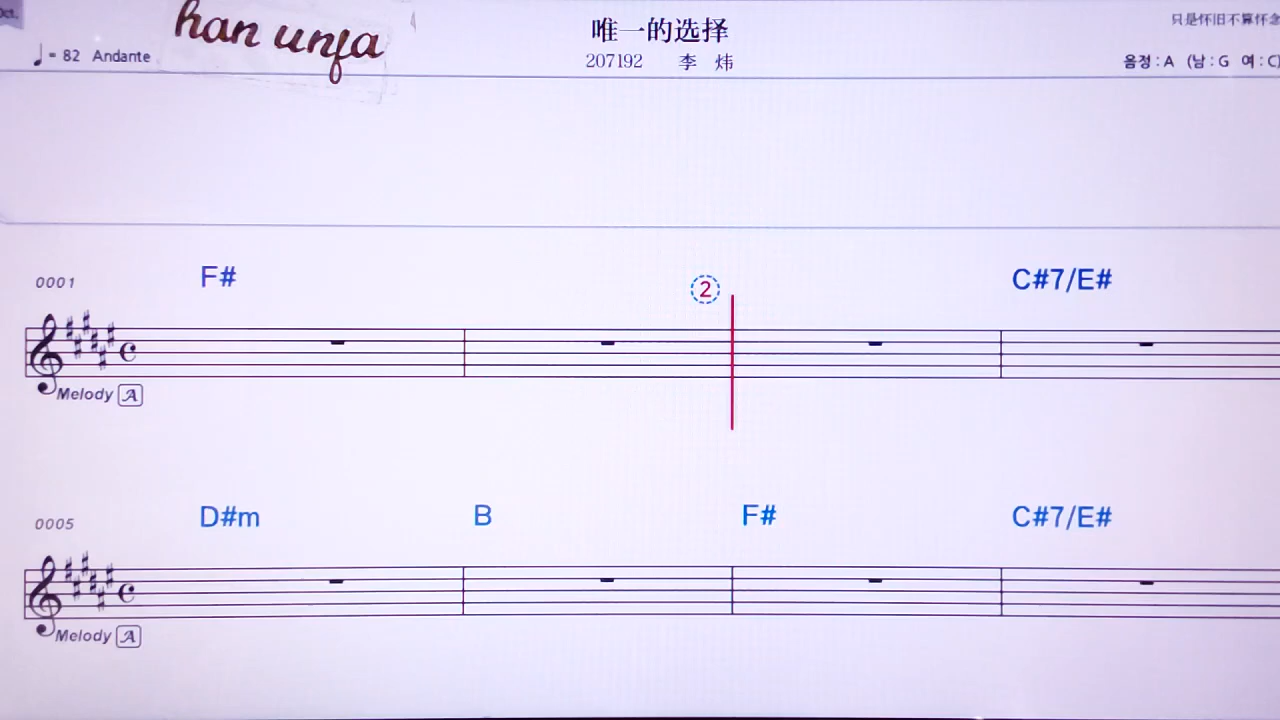 han unfa
唯一的选择
只是怀旧不算怀念
♩= 82 Andante
207192 李 炜
음정 : A (남 : G 여 : C)
0001 F# ② C#7/E#
Melody A
0005 D#m B F# C#7/E#
Melody A